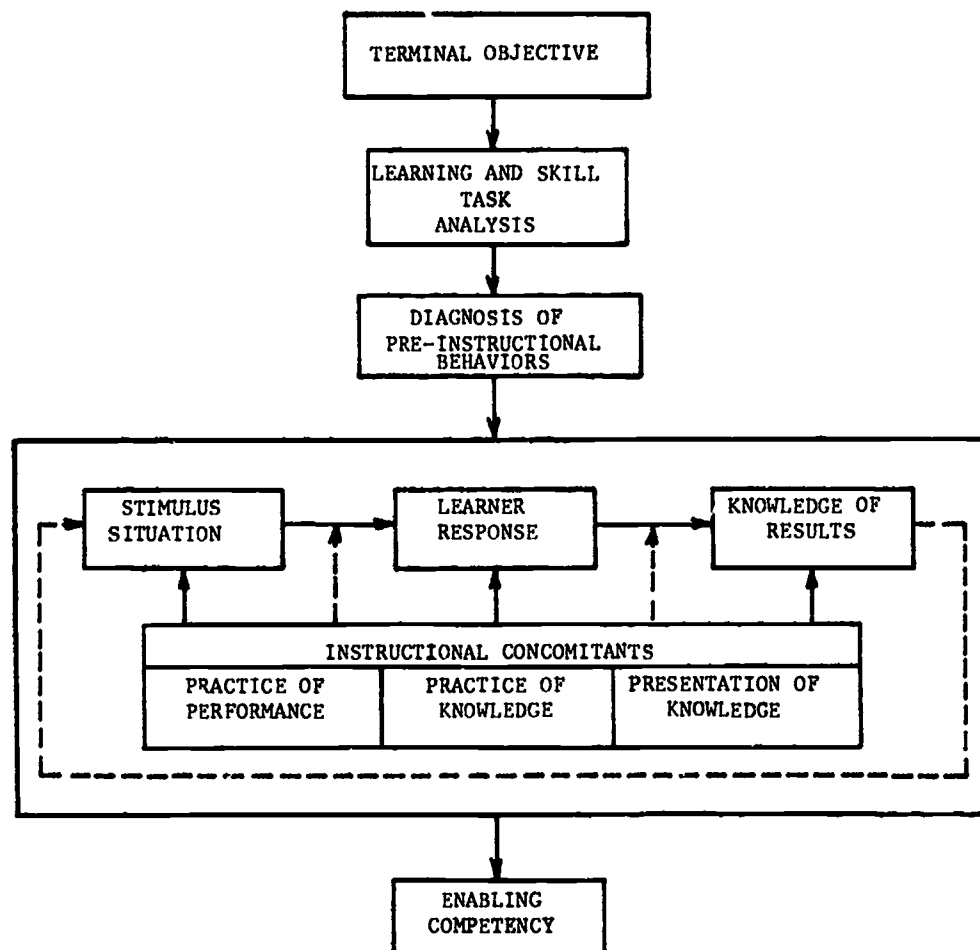 TERMINAL OBJECTIVE
LEARNING AND SKILL
TASK
ANALYSIS
DIAGNOSIS OF
PRE-INSTRUCTIONAL
BEHAVIORS
STIMULUS
SITUATION
LEARNER
RESPONSE
KNOWLEDGE OF
RESULTS
INSTRUCTIONAL CONCOMITANTS
PRACTICE OF
PERFORMANCE
PRACTICE OF
KNOWLEDGE
PRESENTATION OF
KNOWLEDGE
ENABLING
COMPETENCY